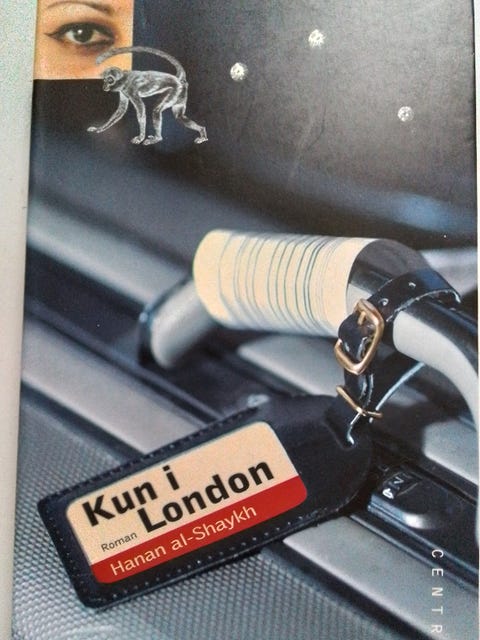 Kun i
London
Roman
Hanan al-Shaykh
CENTR